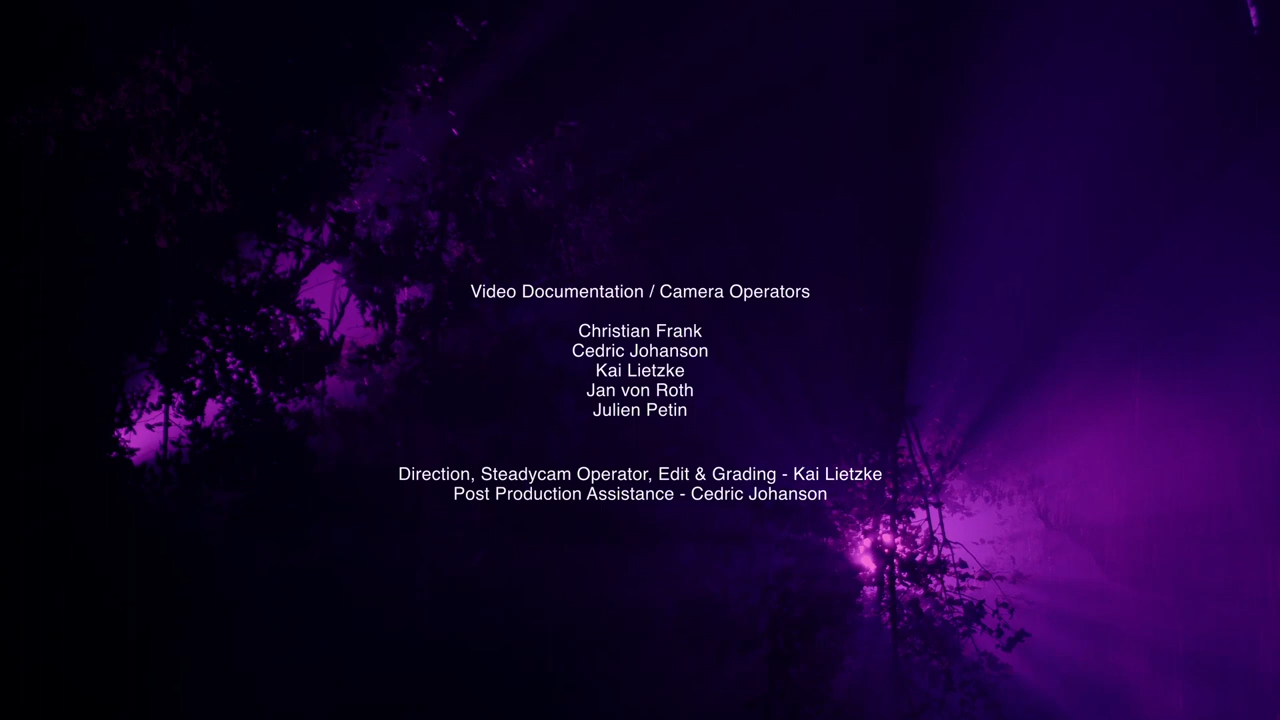 Video Documentation / Camera Operators
Christian Frank
Cedric Johanson
Kai Lietzke
Jan von Roth
Julien Petin
Direction, Steadycam Operator, Edit & Grading - Kai Lietzke
Post Production Assistance - Cedric Johanson